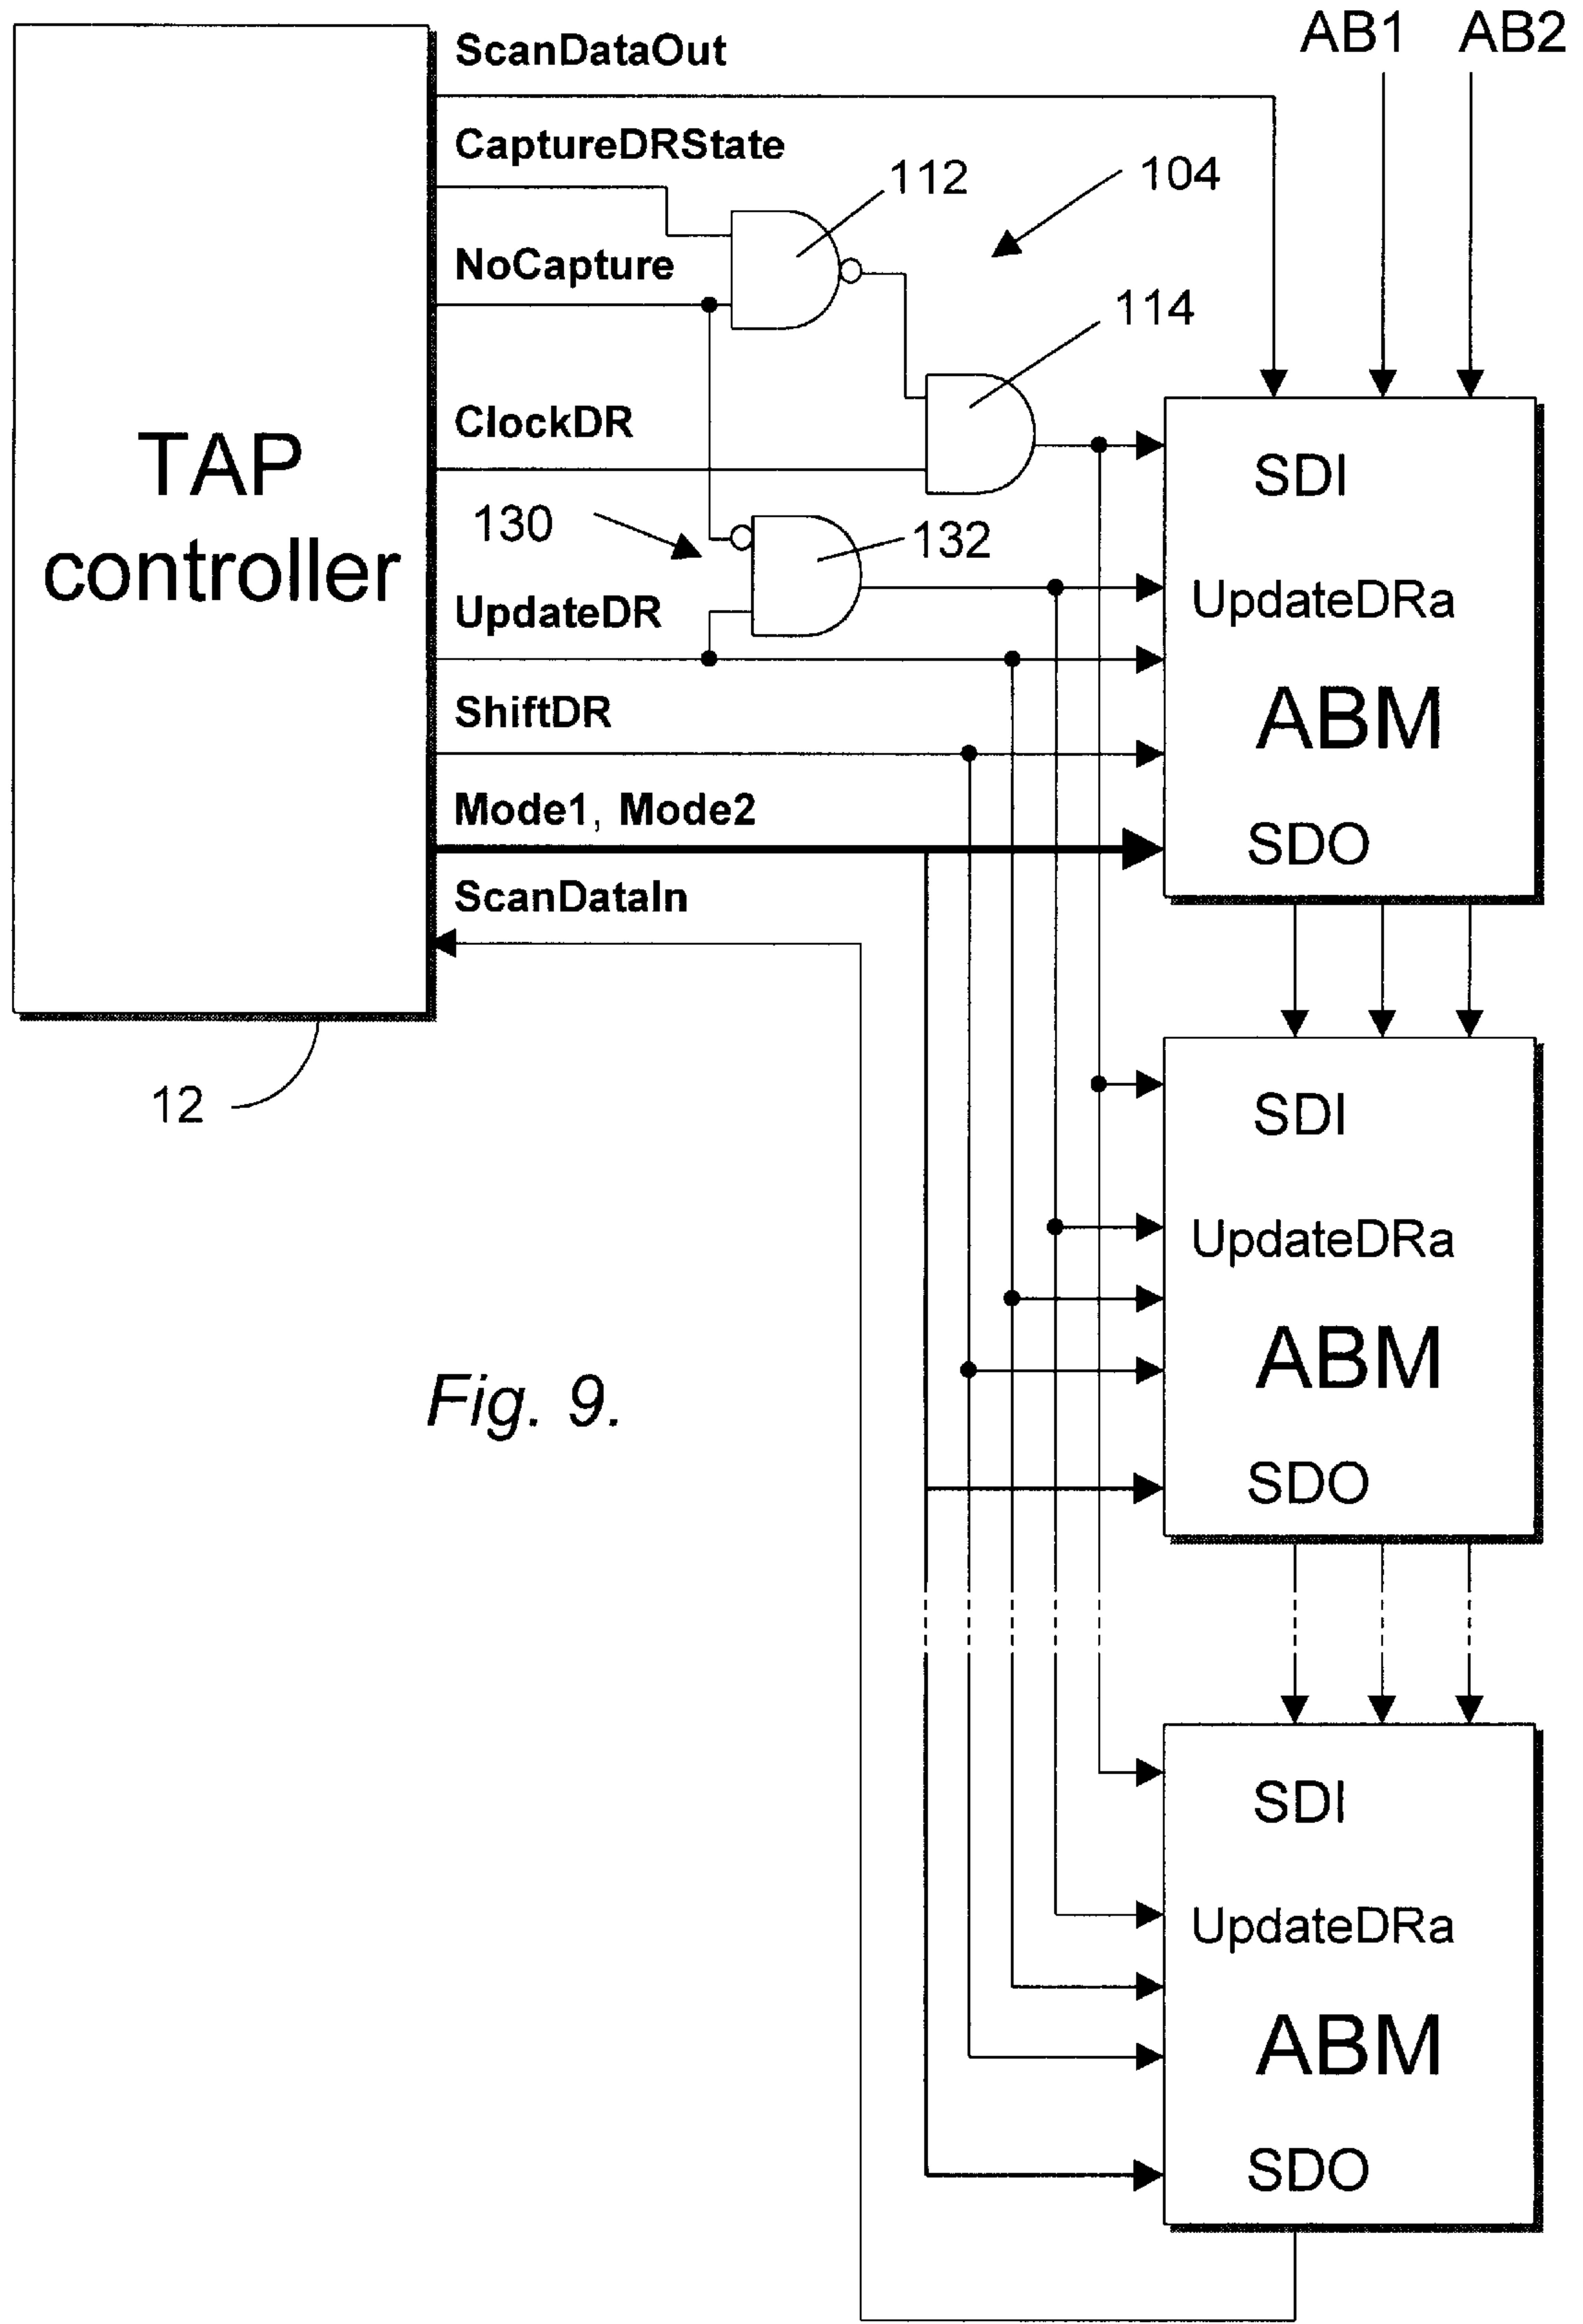 AB1 AB2
ScanDataOut
CaptureDRState
112
104
NoCapture
114
ClockDR
TAP
controller
SDI
130
132
UpdateDR
UpdateDRa
ShiftDR
ABM
Mode1, Mode2
SDO
ScanDataIn
12
SDI
UpdateDRa
ABM
Fig. 9.
SDO
SDI
UpdateDRa
ABM
SDO